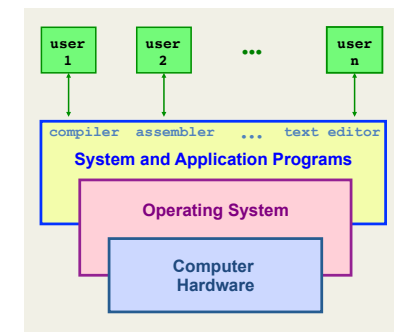 user 1 user 2 ... user n
compiler assembler ... text editor
System and Application Programs
Operating System
Computer
Hardware